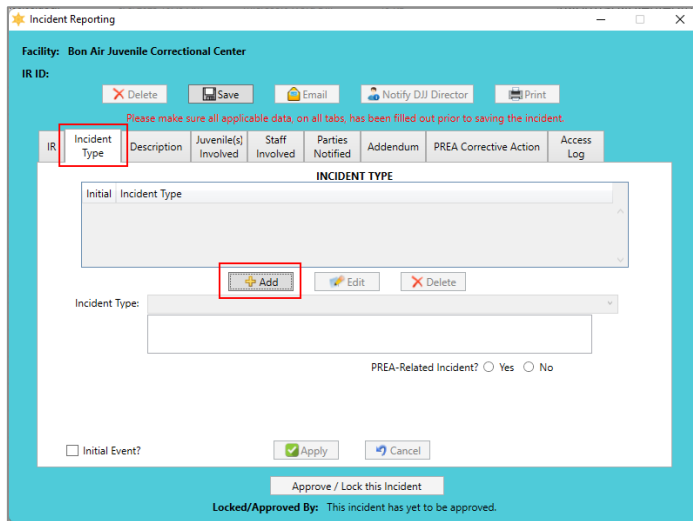 Incident Reporting
Facility: Bon Air Juvenile Correctional Center
IR ID:
Delete Save Email Notify DJJ Director Print
Please make sure all applicable data, on all tabs, has been filled out prior to saving the incident.
IR Incident Type Description Juvenile(s) Involved Staff Involved Parties Notified Addendum PREA Corrective Action Access Log
INCIDENT TYPE
Initial Incident Type
Add Edit Delete
Incident Type:
PREA-Related Incident? Yes No
Initial Event? Apply Cancel
Approve / Lock this Incident
Locked/Approved By: This incident has yet to be approved.